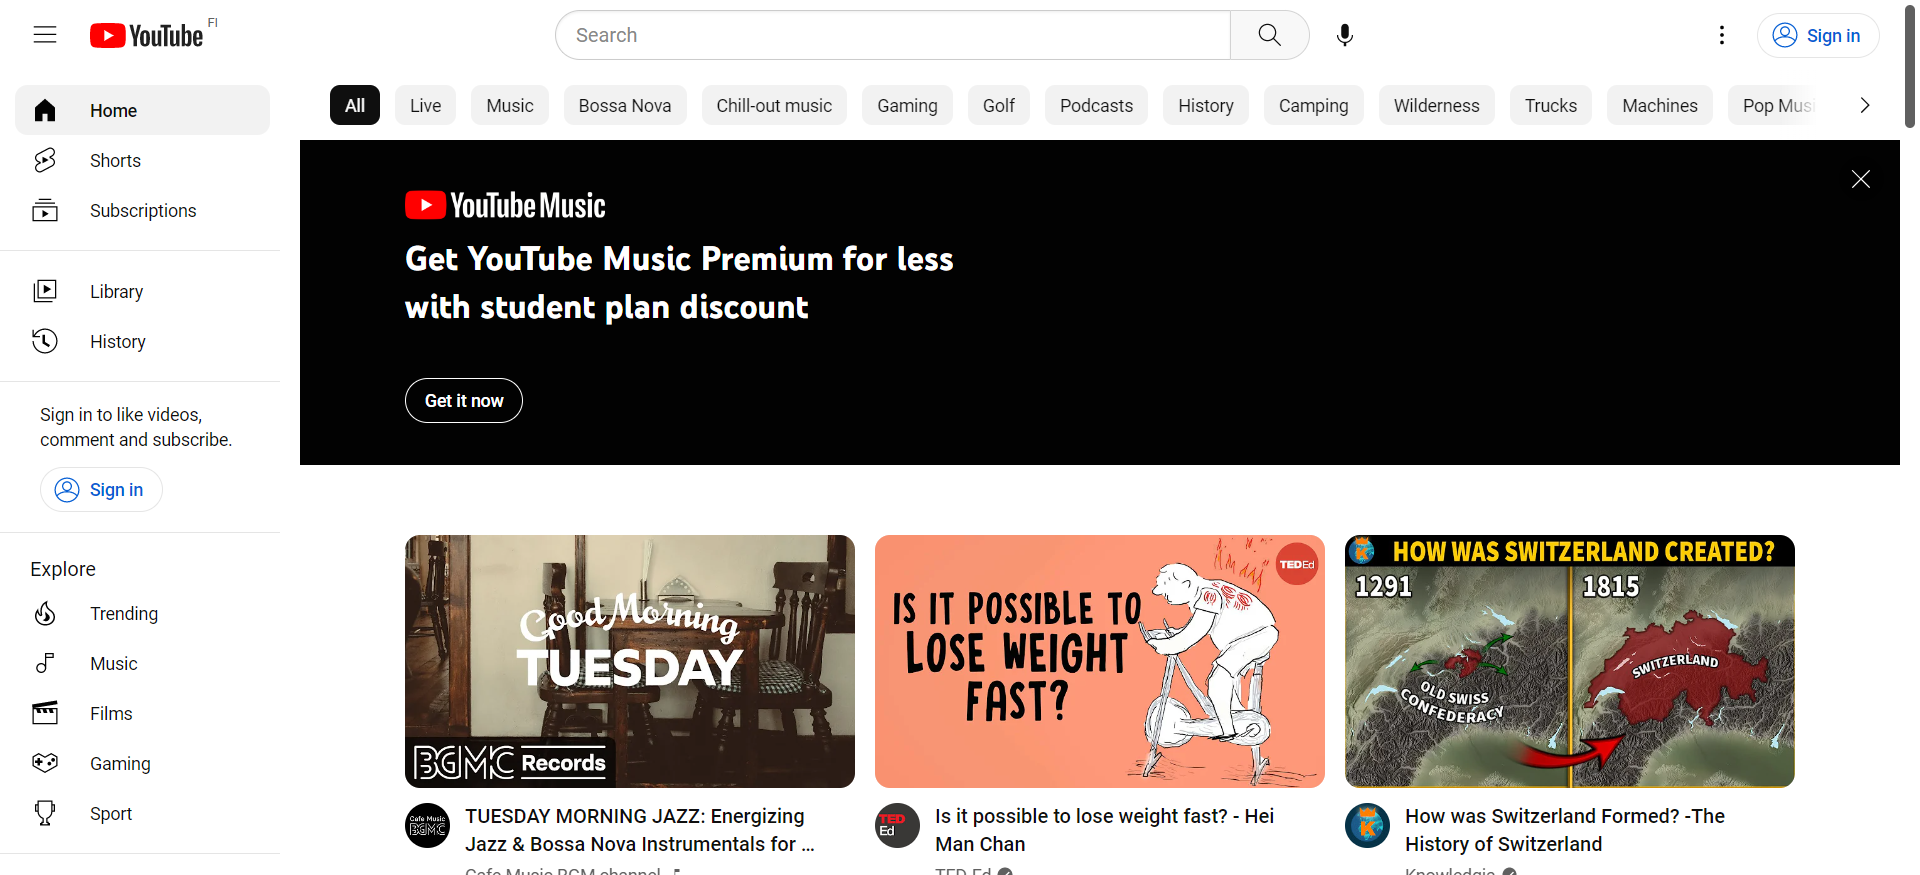 YouTube FI
Search
Sign in
Home
Shorts
Subscriptions
Library
History
Sign in to like videos,
comment and subscribe.
Sign in
Explore
Trending
Music
Films
Gaming
Sport
All
Live
Music
Bossa Nova
Chill-out music
Gaming
Golf
Podcasts
History
Camping
Wilderness
Trucks
Machines
Pop Musi
YouTube Music
Get YouTube Music Premium for less
with student plan discount
Get it now
Good Morning
TUESDAY
BGMC Records
Cafe Music
BGMC
TUESDAY MORNING JAZZ: Energizing
Jazz & Bossa Nova Instrumentals for ...
Cafe Music BGM channel
TEDEd
IS IT POSSIBLE TO
LOSE WEIGHT
FAST?
TED
Ed
Is it possible to lose weight fast? - Hei
Man Chan
TED-Ed
K HOW WAS SWITZERLAND CREATED?
1291
1815
OLD SWISS
CONFEDERACY
SWITZERLAND
K
How was Switzerland Formed? -The
History of Switzerland
Knowledgia